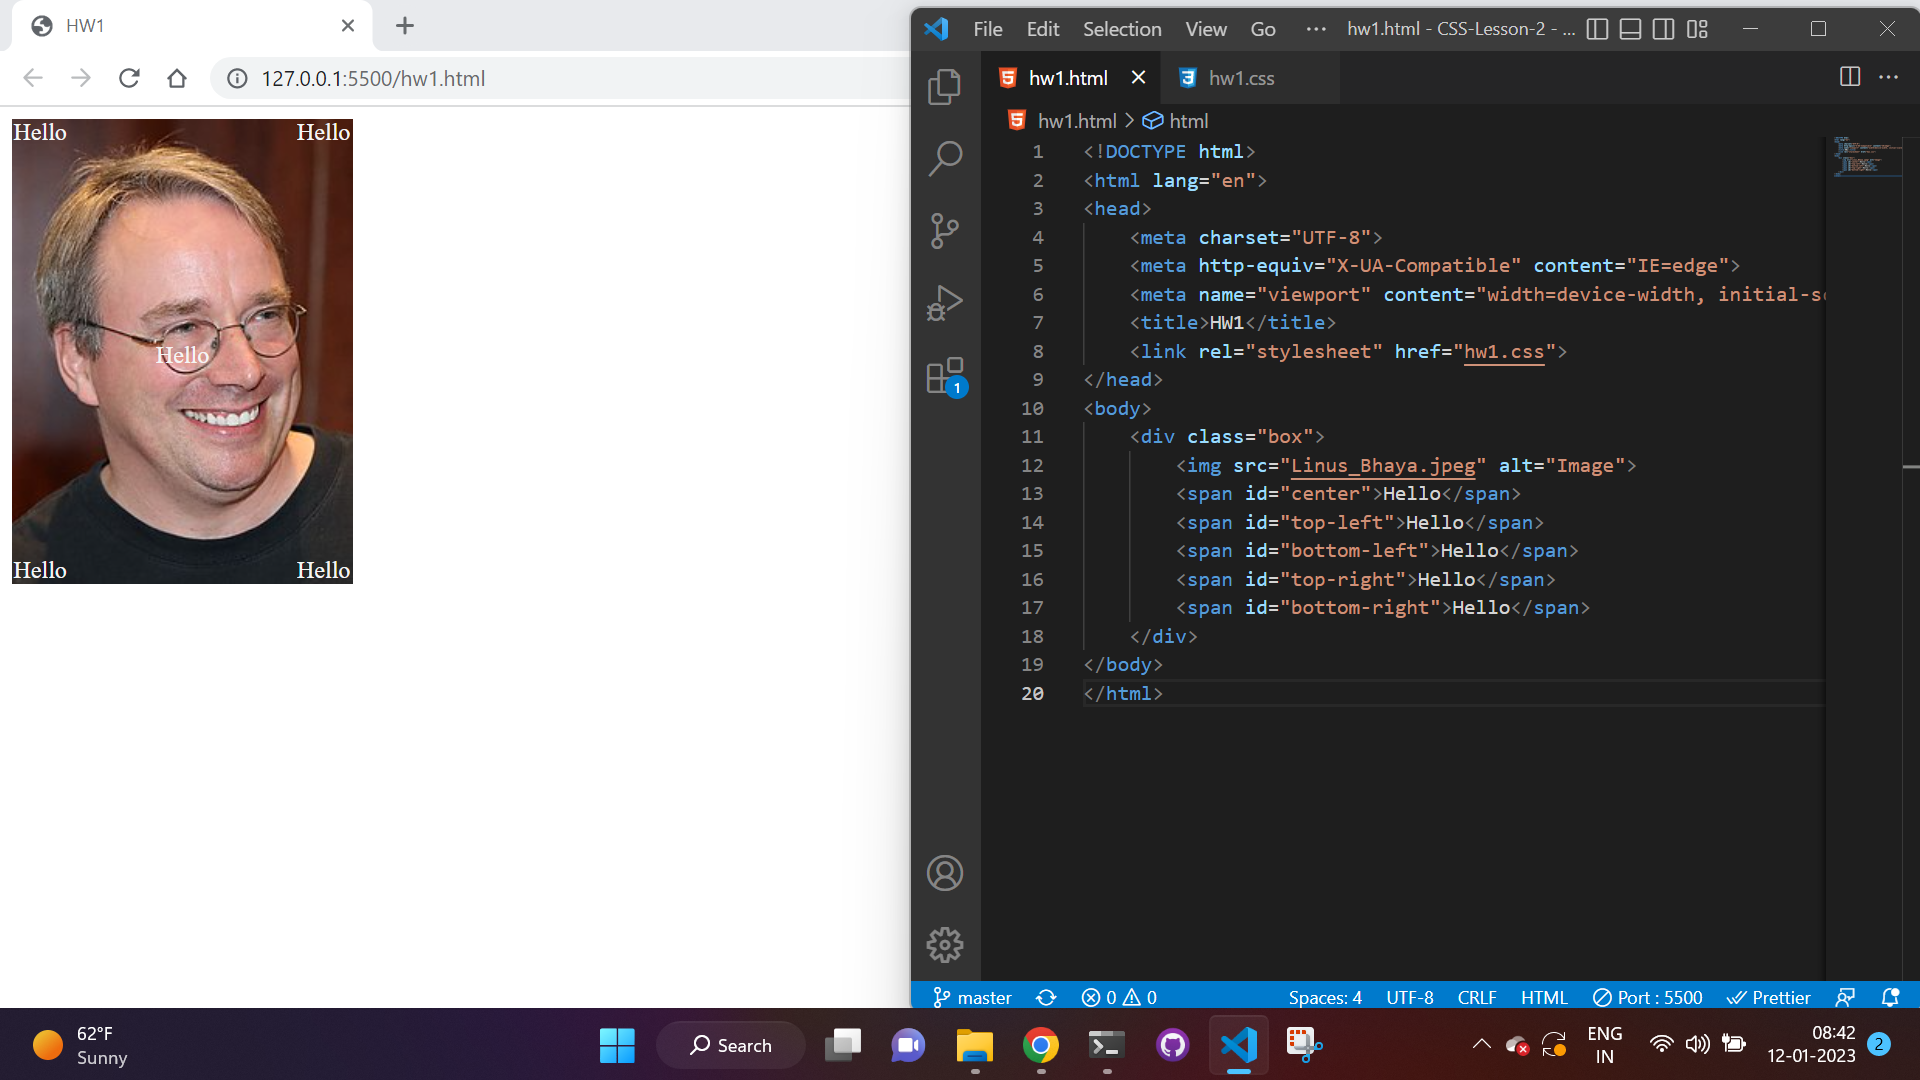 HW1
127.0.0.1:5500/hw1.html
Hello Hello
Hello
Hello Hello
File Edit Selection View Go ··· hw1.html - CSS-Lesson-2 - ...
hw1.html hw1.css
hw1.html > html
1 <!DOCTYPE html>
2 <html lang="en">
3 <head>
4 <meta charset="UTF-8">
5 <meta http-equiv="X-UA-Compatible" content="IE=edge">
6 <meta name="viewport" content="width=device-width, initial-sc
7 <title>HW1</title>
8 <link rel="stylesheet" href="hw1.css">
9 </head>
10 <body>
11 <div class="box">
12 <img src="Linus_Bhaya.jpeg" alt="Image">
13 <span id="center">Hello</span>
14 <span id="top-left">Hello</span>
15 <span id="bottom-left">Hello</span>
16 <span id="top-right">Hello</span>
17 <span id="bottom-right">Hello</span>
18 </div>
19 </body>
20 </html>
1
master 0 0 Spaces: 4 UTF-8 CRLF HTML Port : 5500 Prettier
62°F
Sunny
Search
ENG
IN
08:42
12-01-2023
2